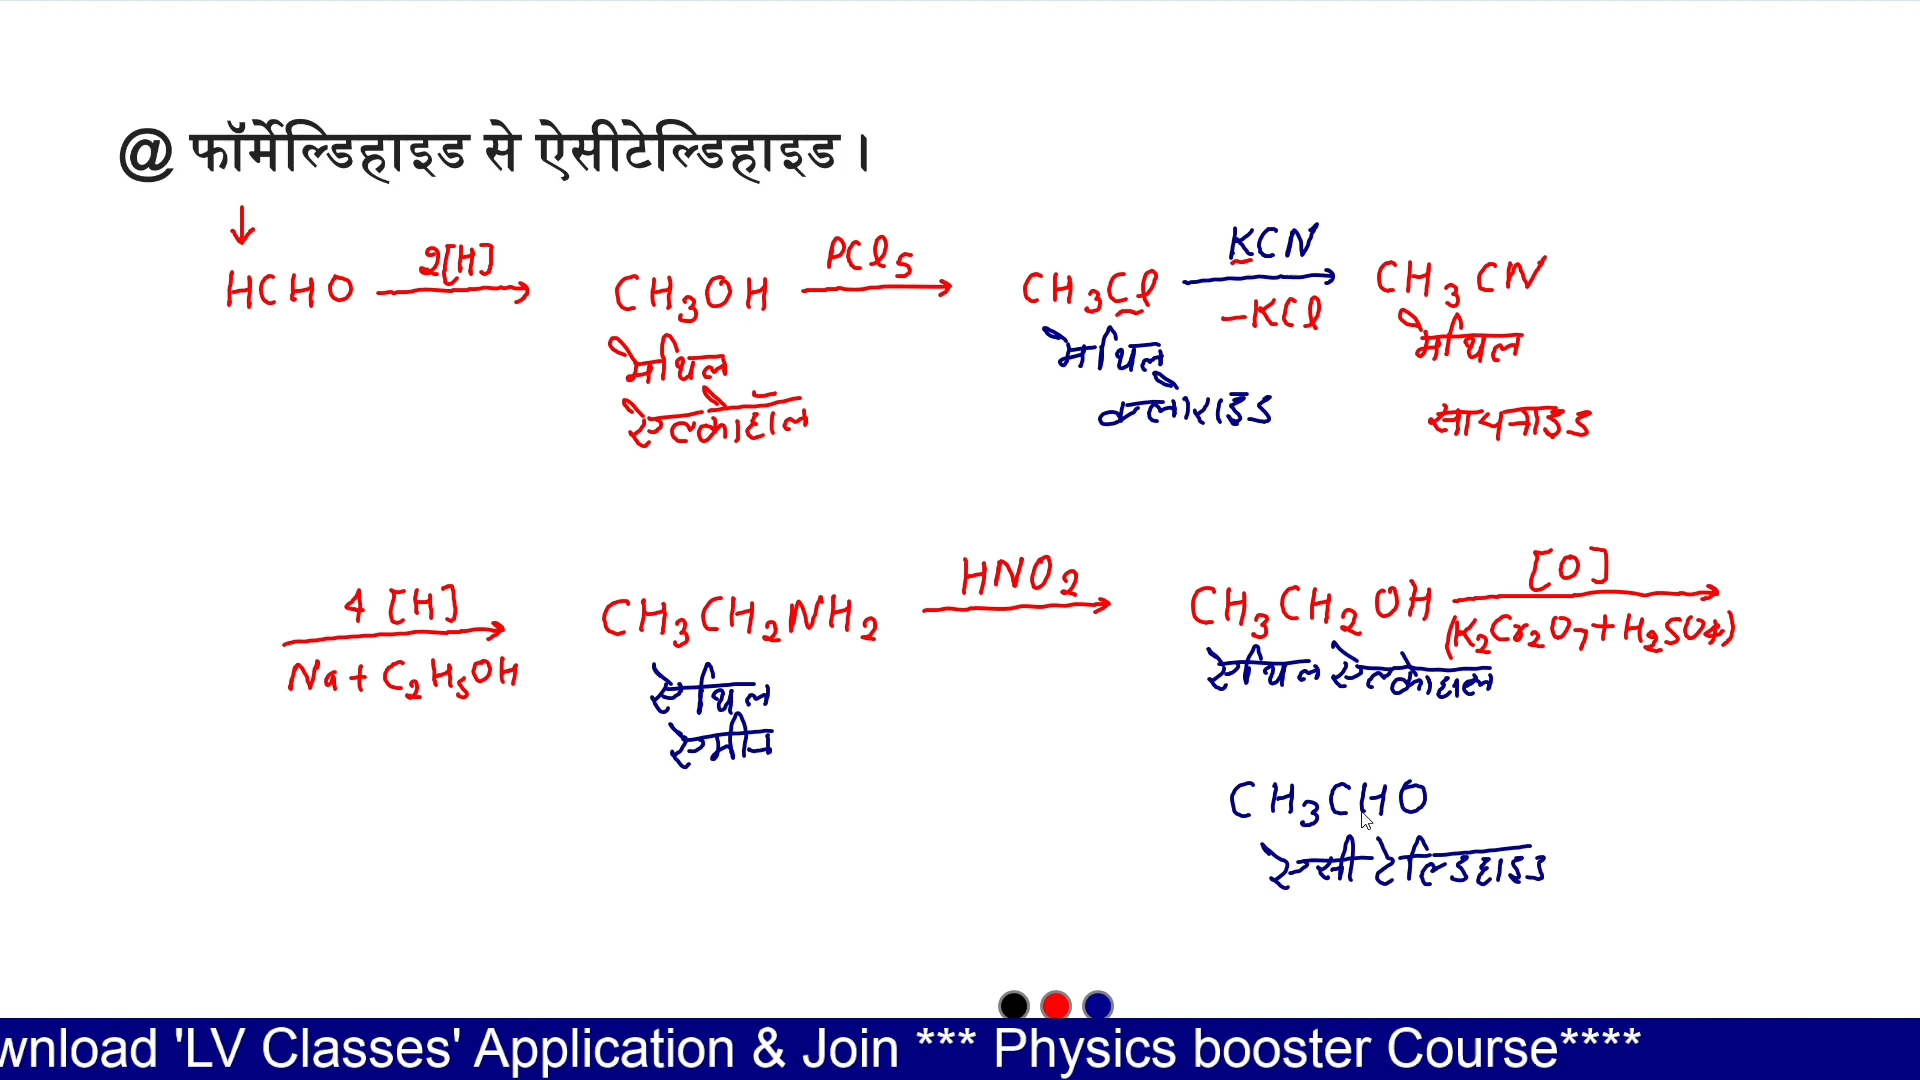 @ फॉर्मेल्डिहाइड से ऐसीटेल्डिहाइड ।
↓
HCHO —2[H]→ CH₃OH —PCl₅→ CH₃Cl —KCN→ CH₃CN
–KCl
मेथिल मेथिल मेथिल
एल्कोहॉल क्लोराइड सायनाइड
4 [H] → CH₃CH₂NH₂ —HNO₂→ CH₃CH₂OH —[O]→
Na + C₂H₅OH (K₂Cr₂O₇ + H₂SO₄)
एथिल एथिल एल्कोहाल
एमीन
CH₃CHO
एसीटेल्डिहाइड
wnload 'LV Classes' Application & Join *** Physics booster Course****